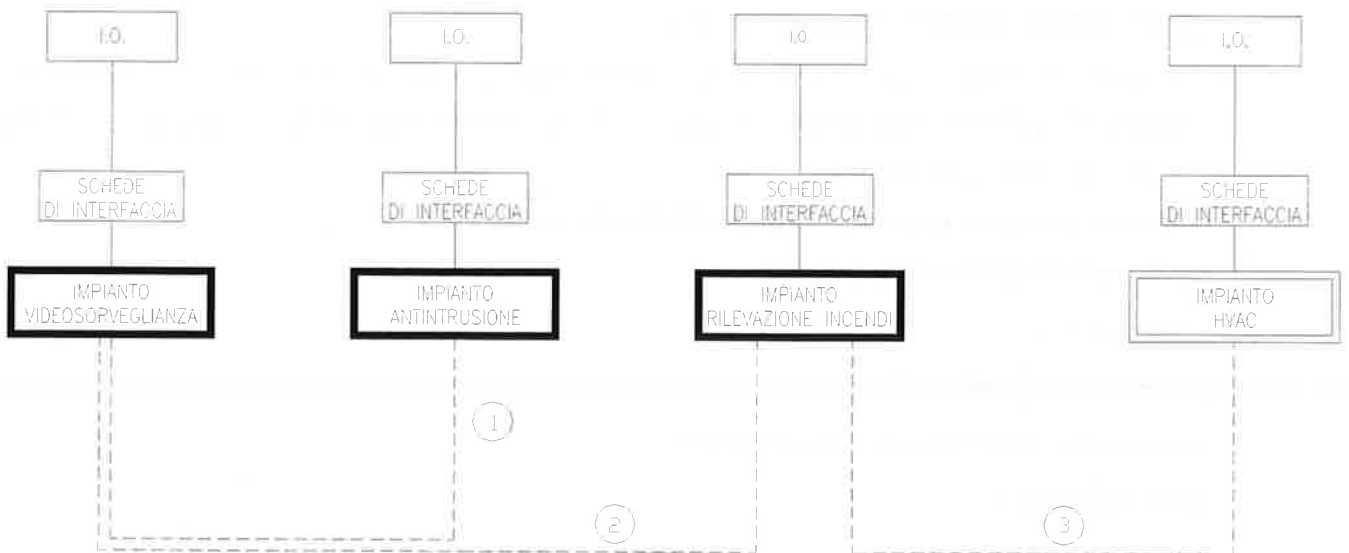 I.O.
I.O.
I.O.
I.O.
SCHEDE
DI INTERFACCIA
SCHEDE
DI INTERFACCIA
SCHEDE
DI INTERFACCIA
SCHEDE
DI INTERFACCIA
IMPIANTO
VIDEOSORVEGLIANZA
IMPIANTO
ANTINTRUSIONE
IMPIANTO
RILEVAZIONE INCENDI
IMPIANTO
HVAC
1
2
3